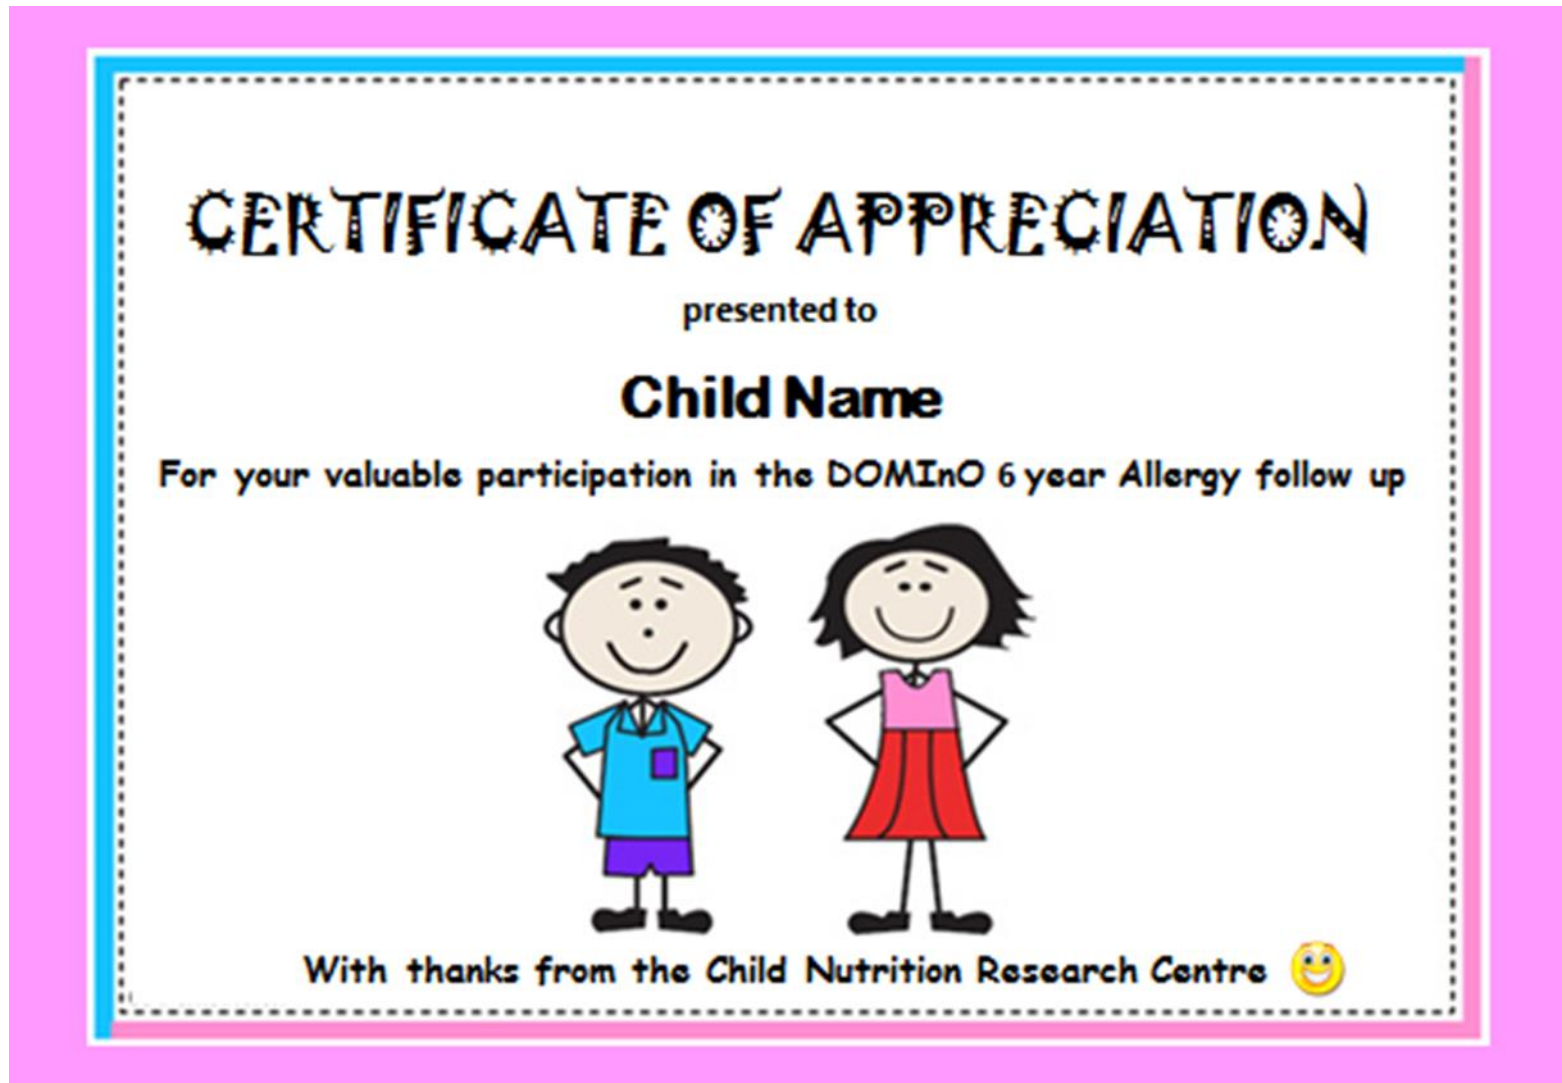 CERTIFICATE OF APPRECIATION
presented to
Child Name
For your valuable participation in the DOMInO 6 year Allergy follow up
With thanks from the Child Nutrition Research Centre